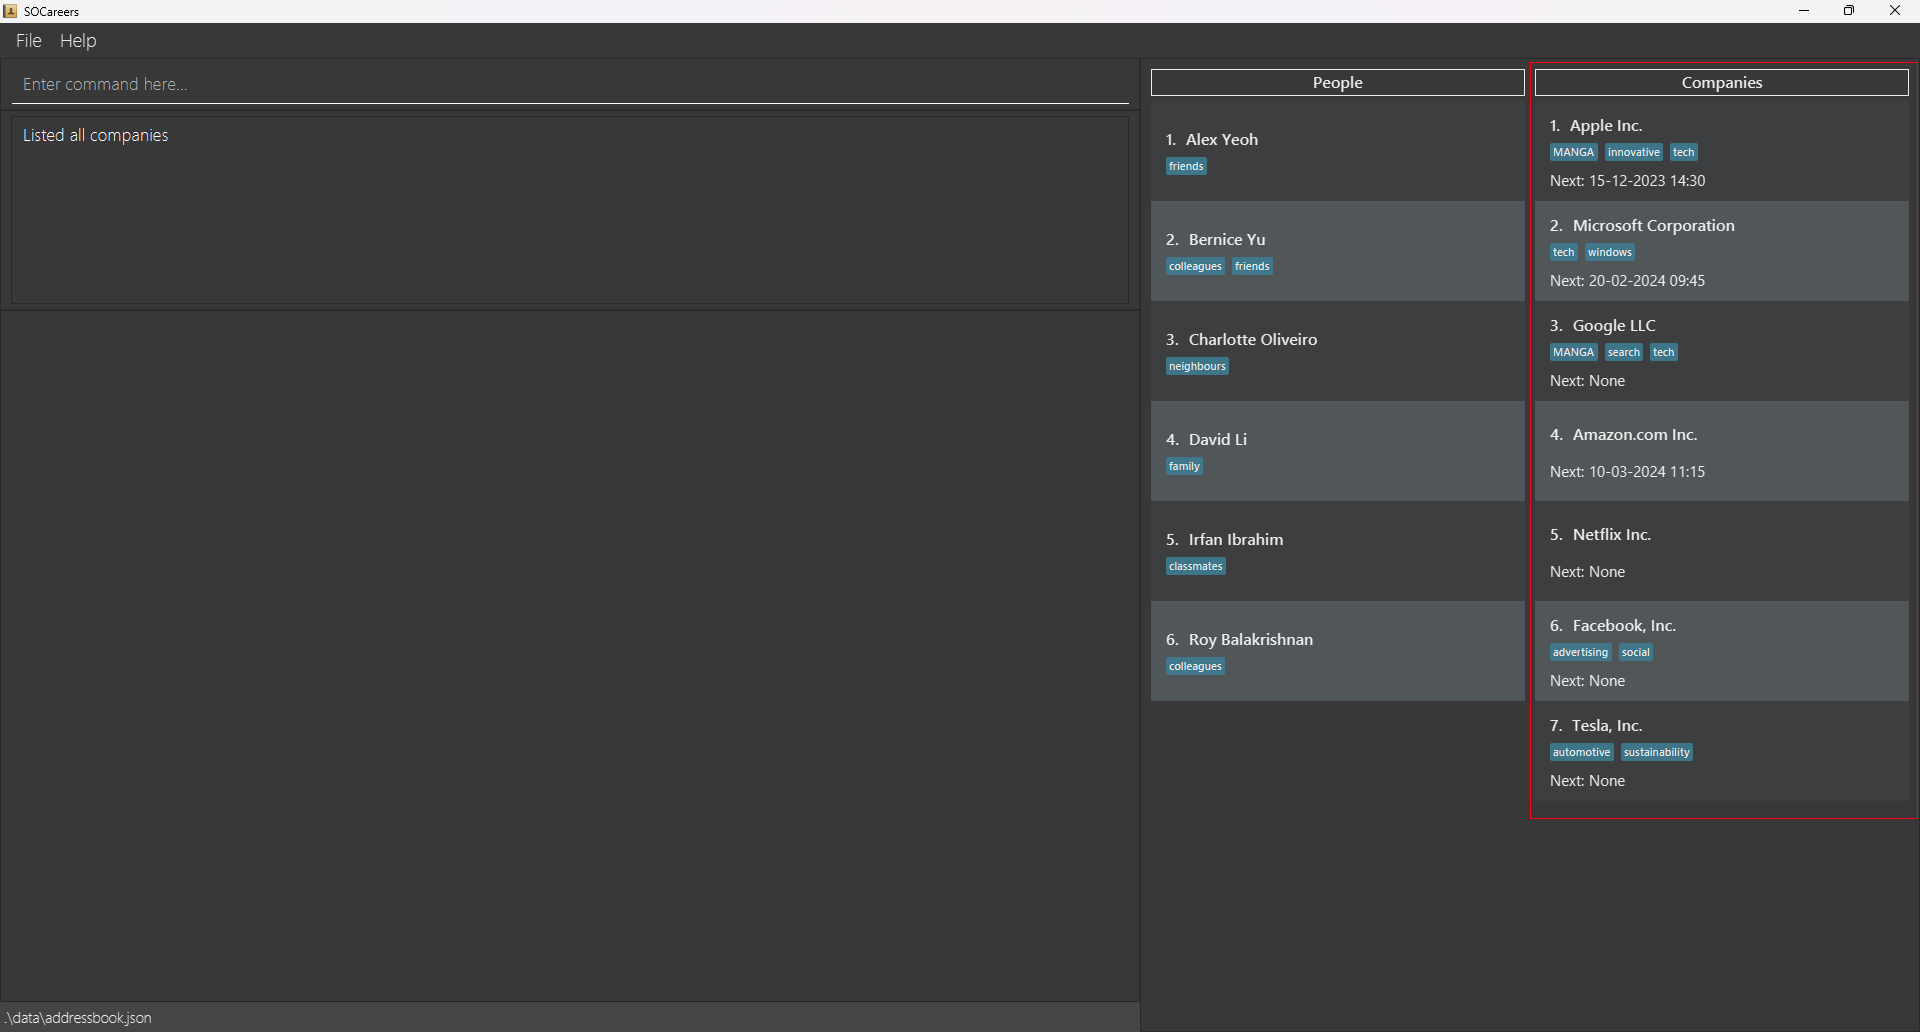 SOCareers
File Help
Enter command here...
Listed all companies
People
1. Alex Yeoh
friends
2. Bernice Yu
colleagues friends
3. Charlotte Oliveiro
neighbours
4. David Li
family
5. Irfan Ibrahim
classmates
6. Roy Balakrishnan
colleagues
Companies
1. Apple Inc.
MANGA innovative tech
Next: 15-12-2023 14:30
2. Microsoft Corporation
tech windows
Next: 20-02-2024 09:45
3. Google LLC
MANGA search tech
Next: None
4. Amazon.com Inc.
Next: 10-03-2024 11:15
5. Netflix Inc.
Next: None
6. Facebook, Inc.
advertising social
Next: None
7. Tesla, Inc.
automotive sustainability
Next: None
.\data\addressbook.json